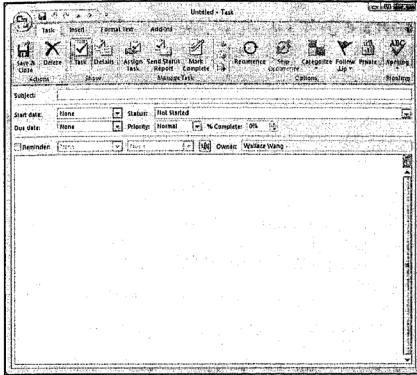 Untitled - Task
Task Insert Format Text Add-Ins
Save & Close Delete Task Details Assign Task Send Status Report Mark Complete Recurrence Skip Occurrence Categorize Follow Up Private Spelling
Actions Show Manage Task Options Proofing
Subject:
Start date: None Status: Not Started
Due date: None Priority: Normal % Complete: 0%
Reminder: None None Owner: Wallace Wang